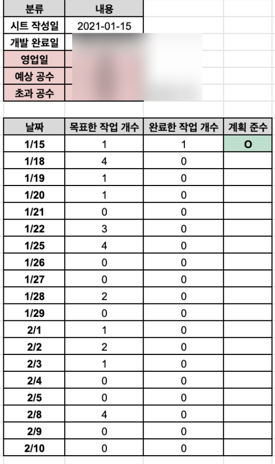 분류 내용
시트 작성일 2021-01-15
개발 완료일
영업일
예상 공수
초과 공수
날짜 목표한 작업 개수 완료한 작업 개수 계획 준수
1/15 1 1 O
1/18 4 0
1/19 1 0
1/20 1 0
1/21 0 0
1/22 3 0
1/25 4 0
1/26 0 0
1/27 0 0
1/28 2 0
1/29 0 0
2/1 1 0
2/2 2 0
2/3 1 0
2/4 0 0
2/5 0 0
2/8 4 0
2/9 0 0
2/10 0 0